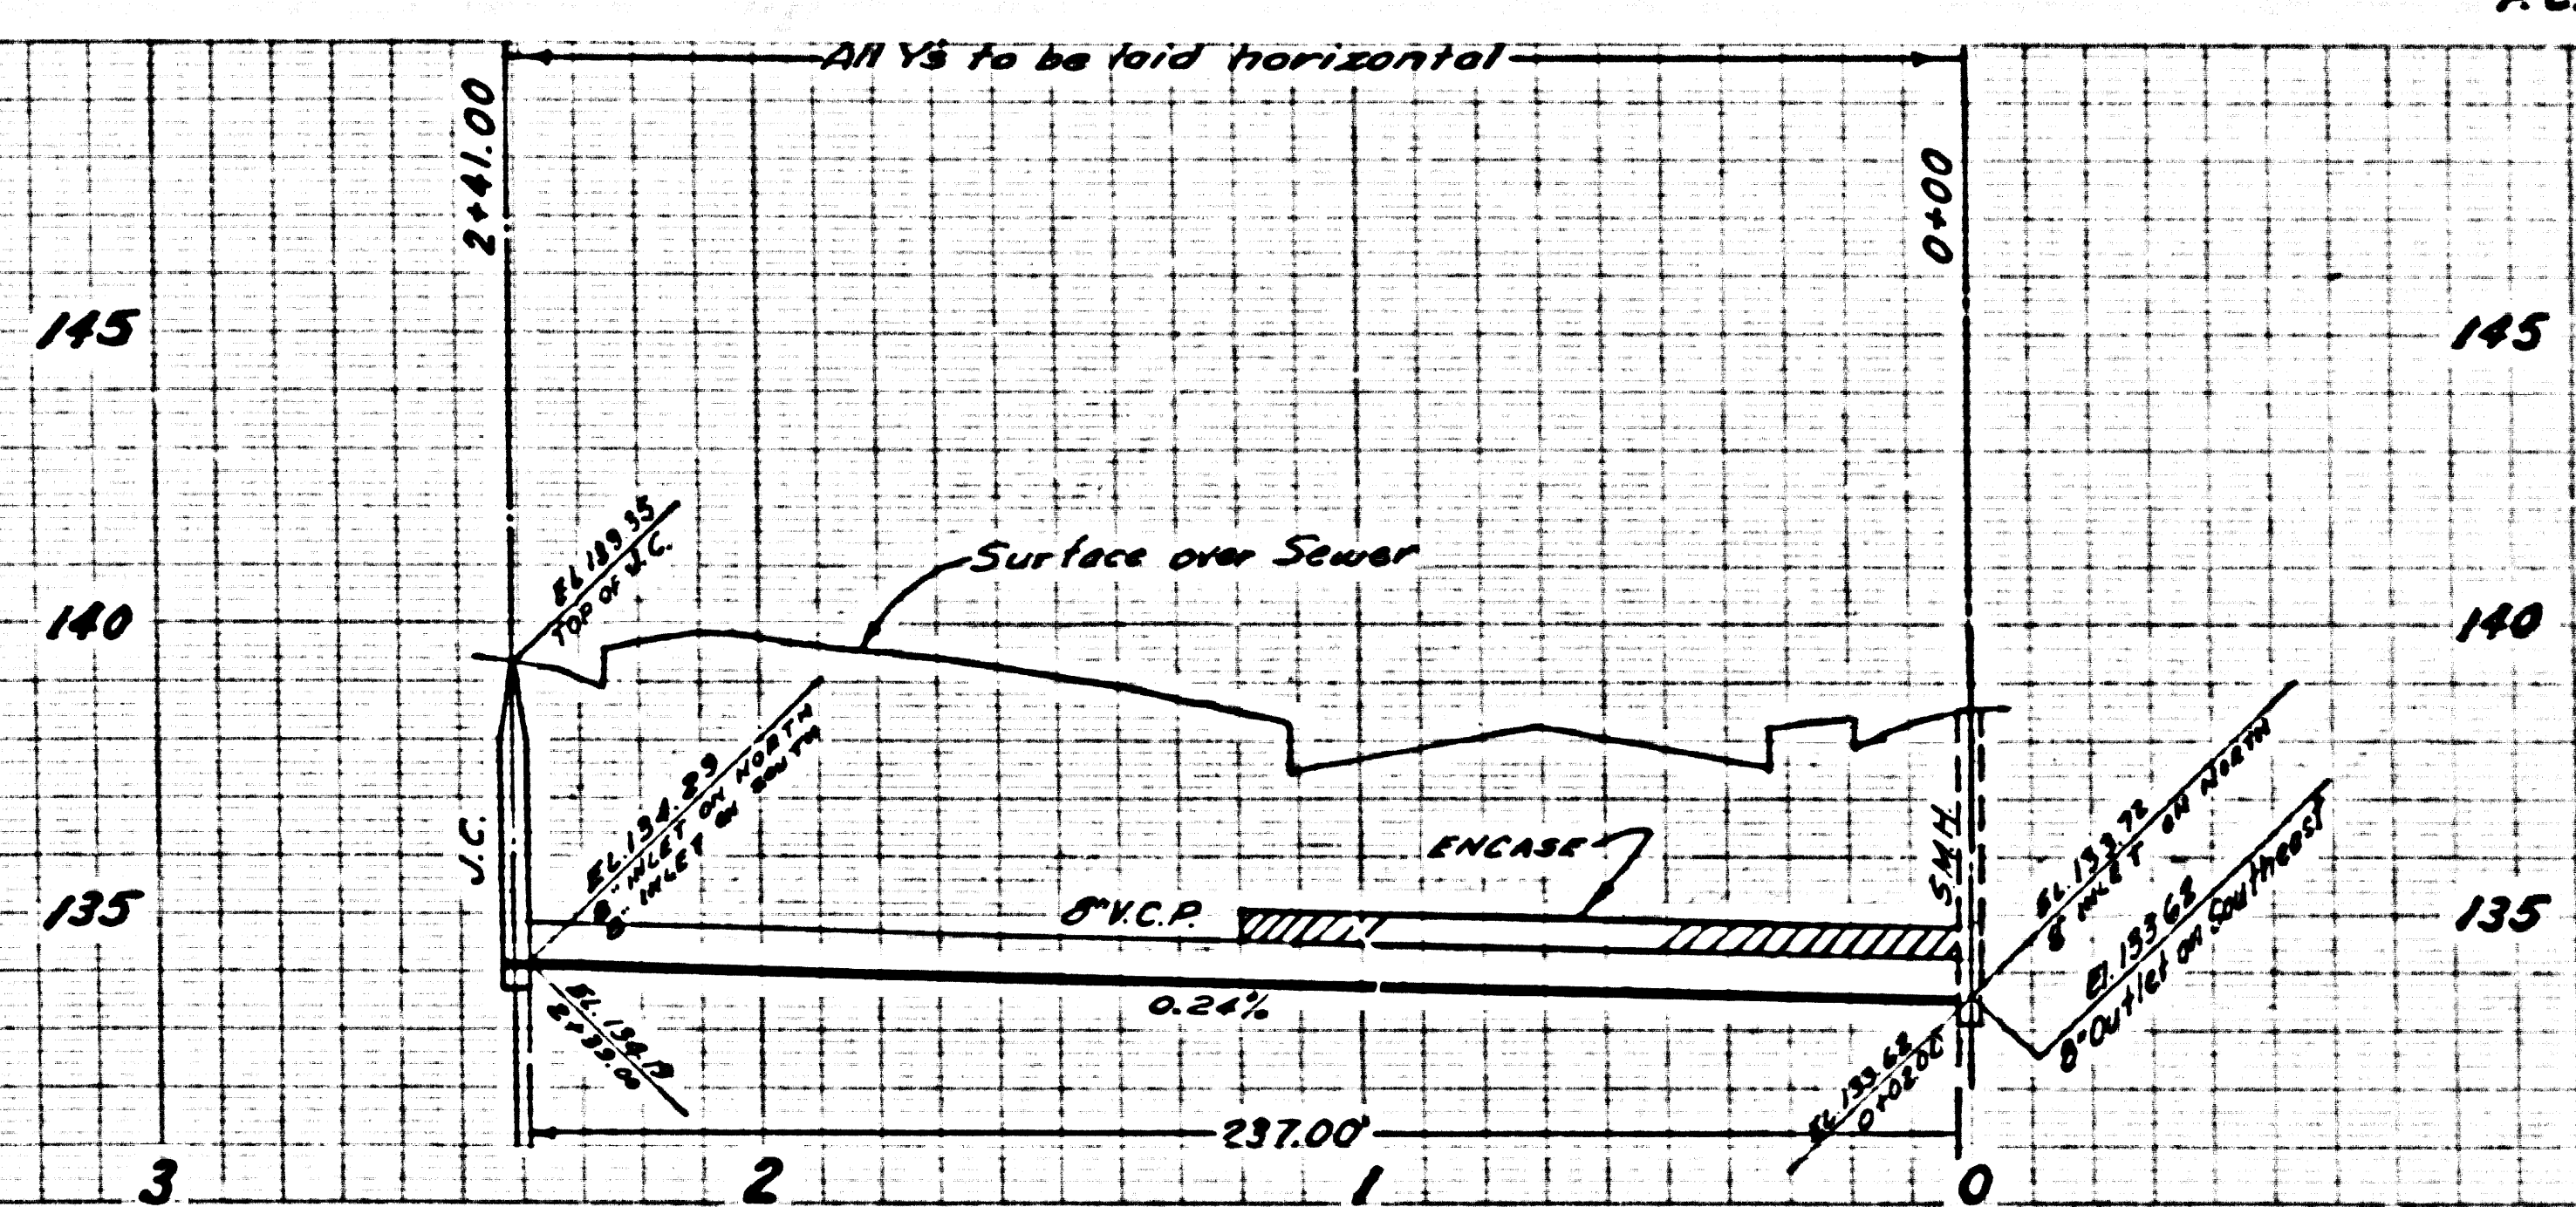 All Y's to be laid horizontal
2+41.00
0+00
145
145
EL 139.35
TOP OF J.C.
Surface over Sewer
140
140
EL. 134.29
8" INLET ON NORTH
8" INLET ON SOUTH
J.C.
ENCASE
SMH
EL. 133.72
8" INLET ON NORTH
El. 133.68
8" Outlet on Southeast
135
8" V.C.P.
135
0.24%
EL. 134.19
2+39.00
EL. 133.62
0+02.00
237.00'
3
2
1
0